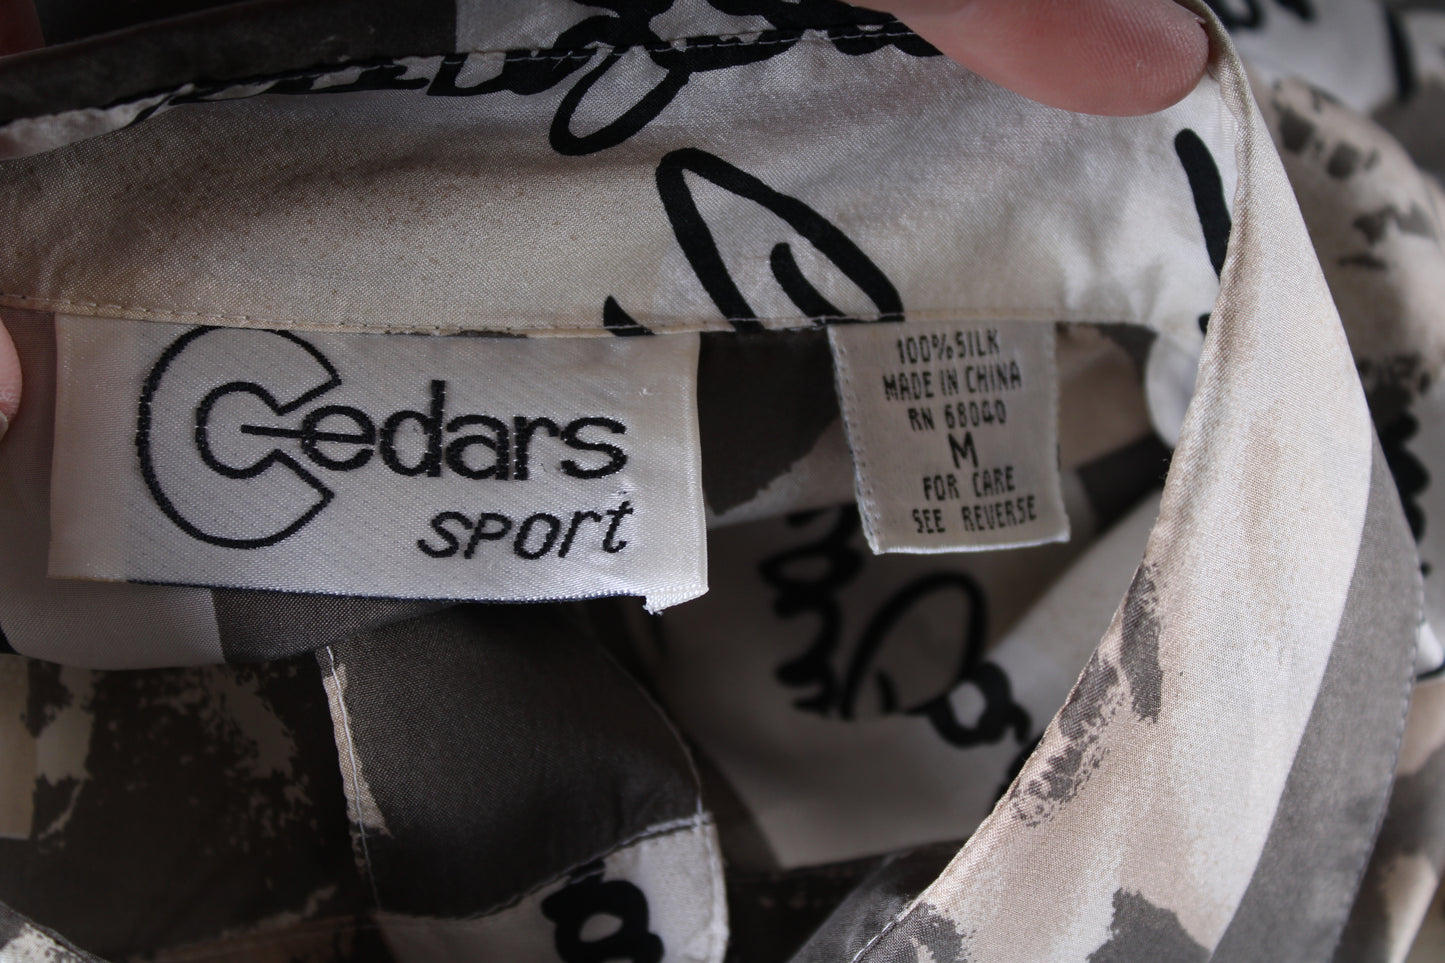 Cedars
sport
100% SILK
MADE IN CHINA
RN 68040
M
FOR CARE
SEE REVERSE